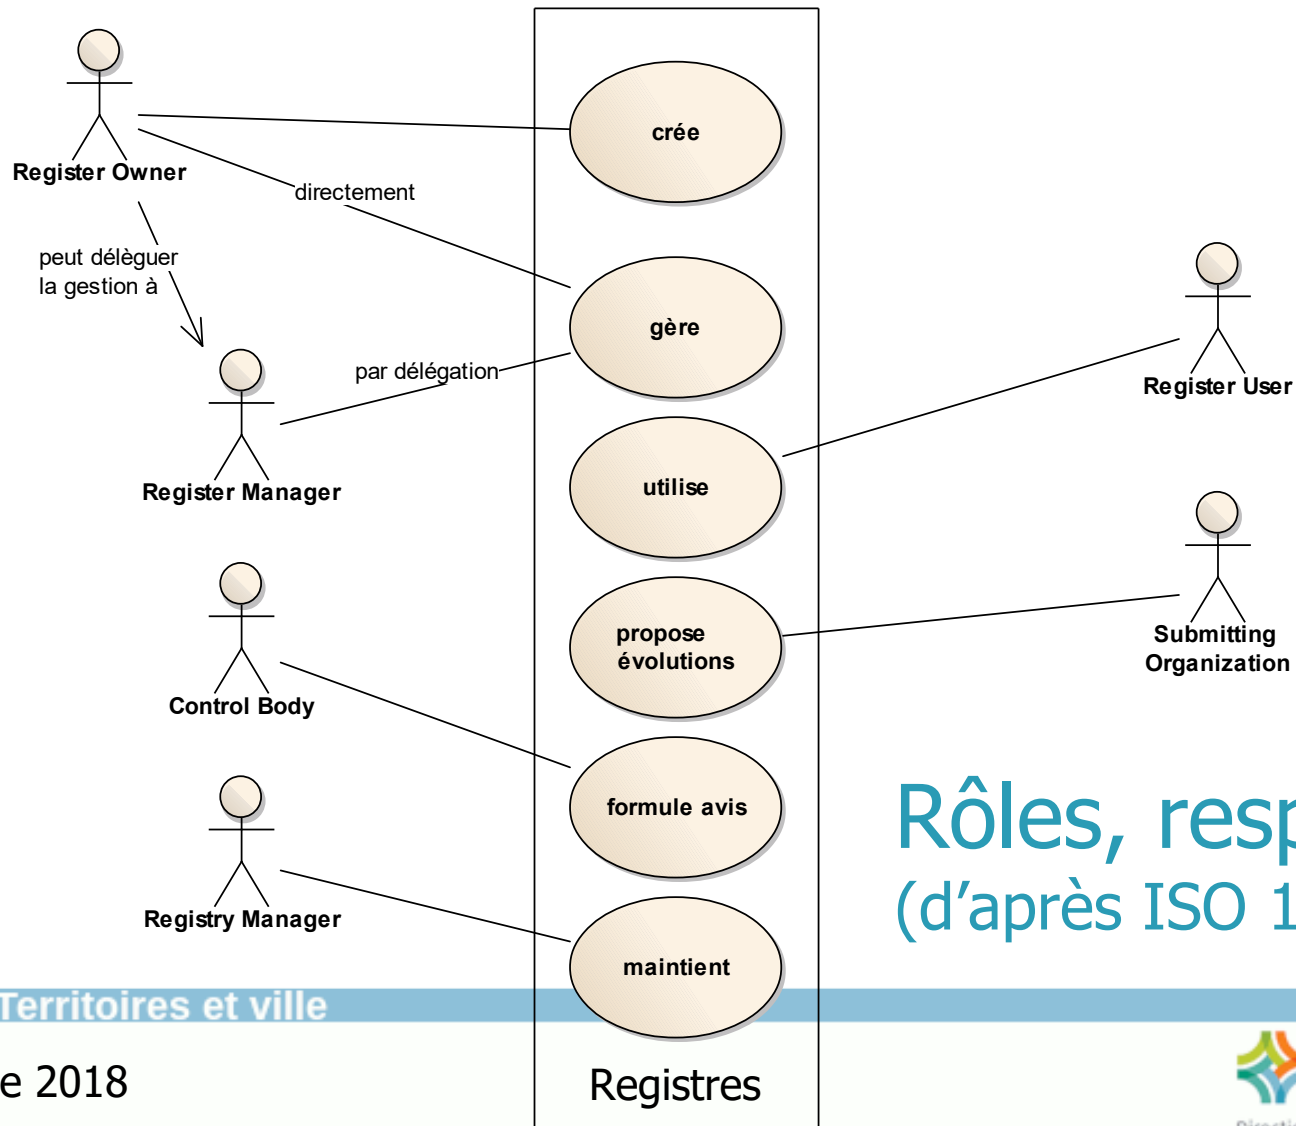 crée
Register Owner
directement
peut délèguer
la gestion à
gère
par délégation
Register User
Register Manager
utilise
propose
évolutions
Submitting
Organization
Control Body
formule avis
Rôles, resp
(d'après ISO 1
Registry Manager
maintient
Territoires et ville
e 2018
Registres